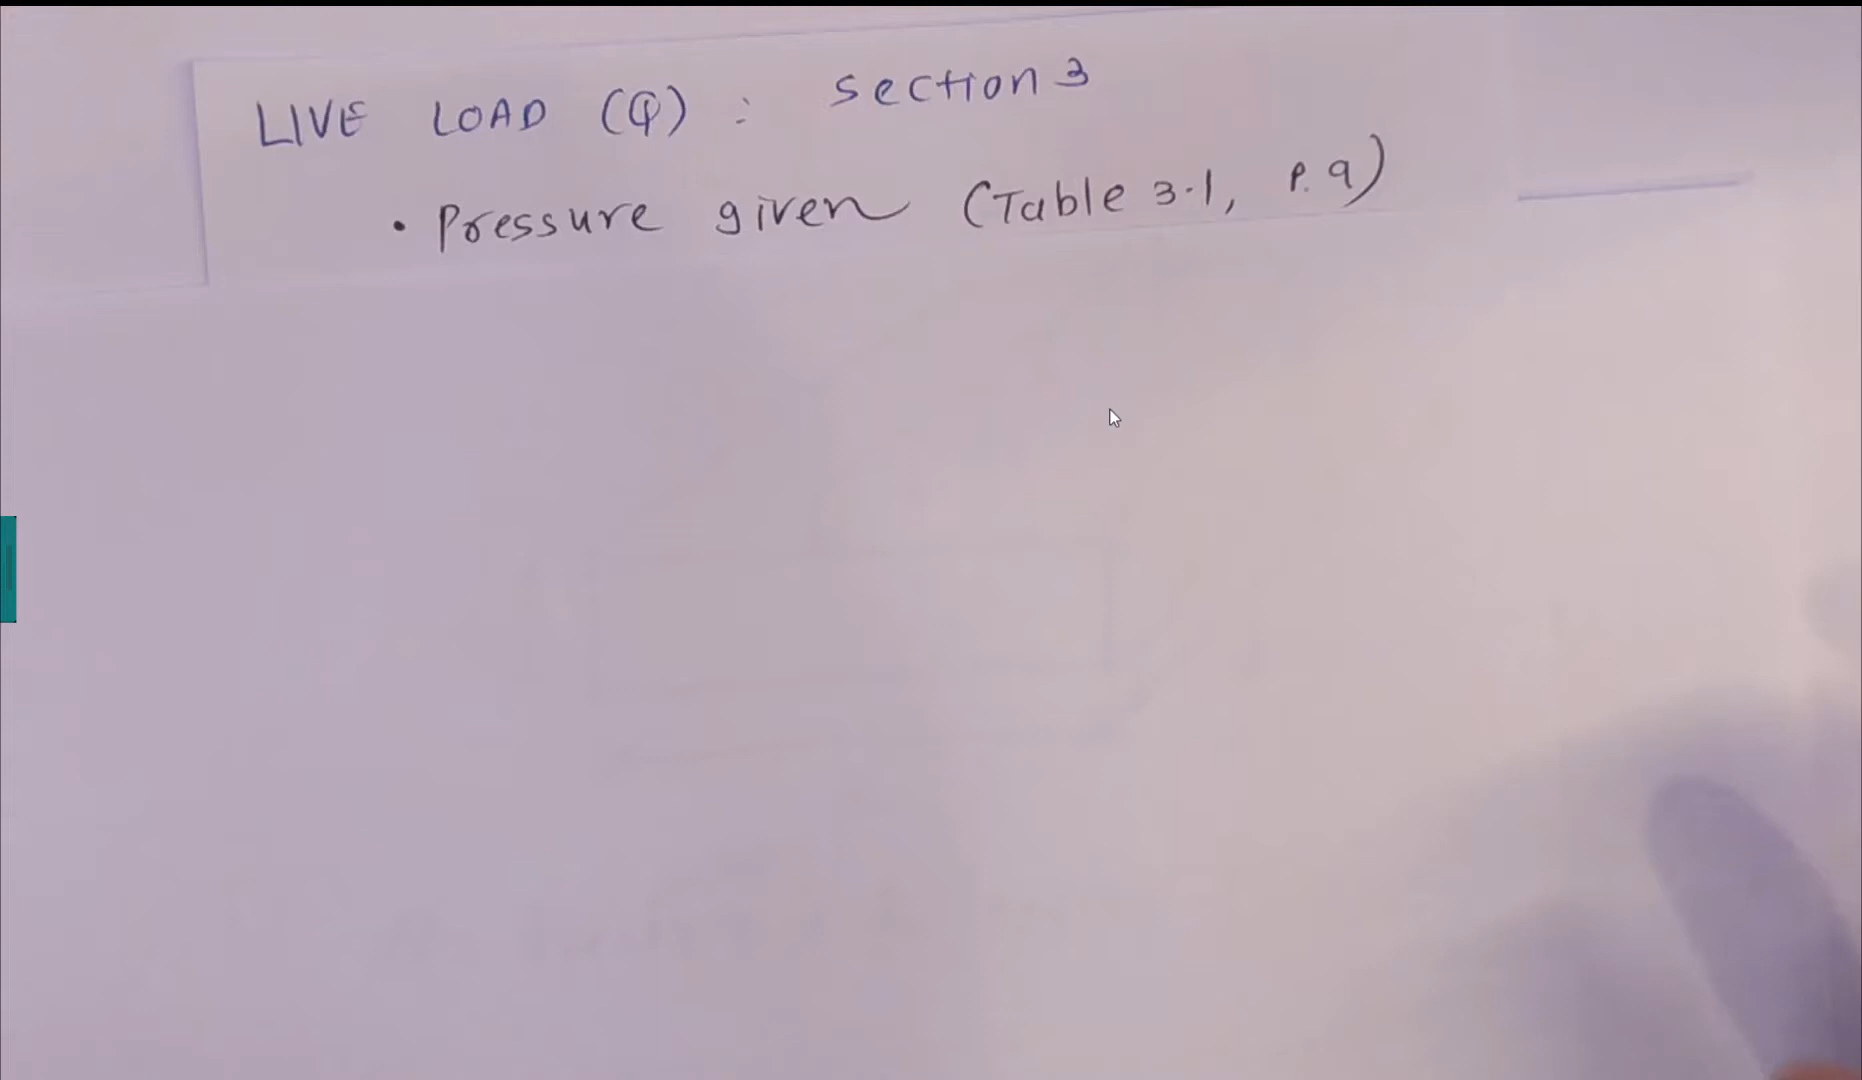 LIVE LOAD (Q) : Section 3
• Pressure given (Table 3.1, P. 9)